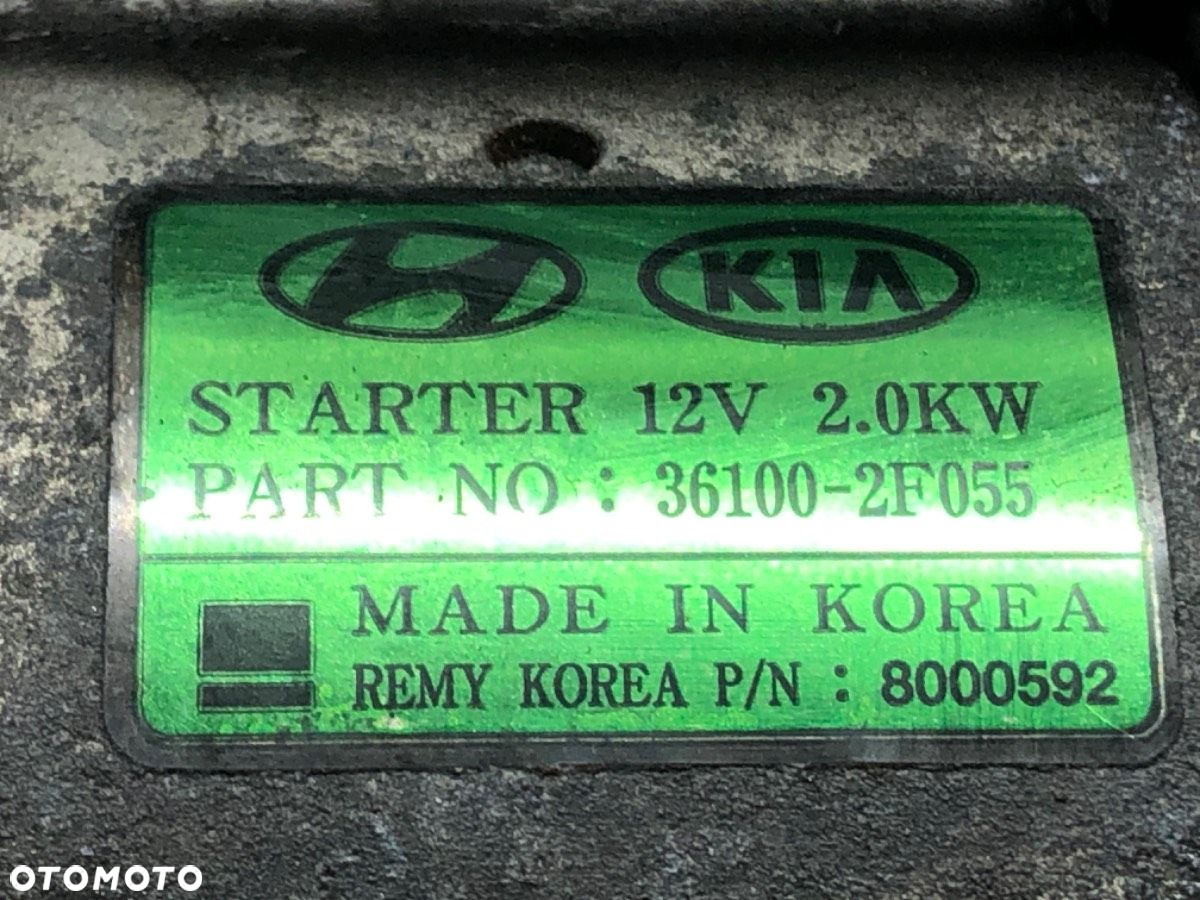 KIA
STARTER 12V 2.0KW
PART NO : 36100-2F055
MADE IN KOREA
REMY KOREA P/N : 8000592
OTOMOTO